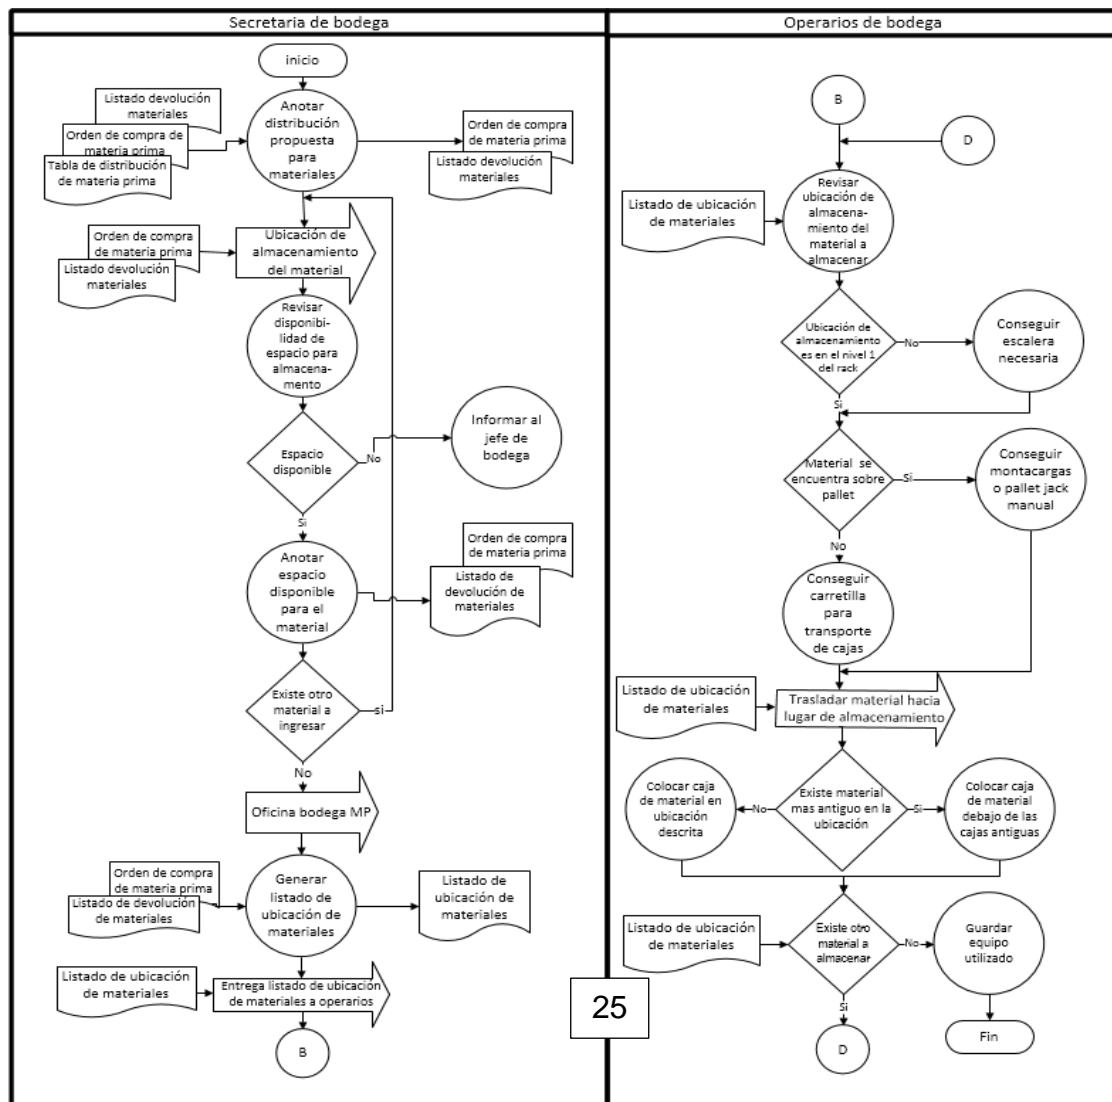 Secretaria de bodega
inicio
Listado devolución
materiales
Orden de compra de
materia prima
Tabla de distribución
de materia prima
Anotar
distribución
propuesta
para
materiales
Orden de compra
de materia prima
Listado devolución
materiales
Orden de compra
de materia prima
Listado devolución
materiales
Ubicación de
almacenamiento
del material
Revisar
disponibi-
lidad de
espacio para
almacena-
mento
Espacio
disponible
No
Informar al
jefe de
bodega
Si
Anotar
espacio
disponible
para el
material
Orden de compra
de materia prima
Listado de
devolución de
materiales
Existe otro
material a
ingresar
si
No
Oficina bodega MP
Orden de compra
de materia prima
Listado de devolución
de materiales
Generar
listado de
ubicación de
materiales
Listado de
ubicación de
materiales
Listado de ubicación
de materiales
Entrega listado de ubicación
de materiales a operarios
B
25
Operarios de bodega
B
D
Listado de ubicación
de materiales
Revisar
ubicación de
almacena-
miento del
material a
almacenar
Ubicación de
almacenamiento
es en el nivel 1
del rack
No
Conseguir
escalera
necesaria
Si
Material se
encuentra sobre
pallet
Si
Conseguir
montacargas
o pallet jack
manual
No
Conseguir
carretilla
para
transporte
de cajas
Listado de ubicación
de materiales
Trasladar material hacia
lugar de almacenamiento
Colocar caja
de material en
ubicación
descrita
No
Existe material
mas antiguo en la
ubicación
Si
Colocar caja
de material
debajo de las
cajas antiguas
Listado de ubicación
de materiales
Existe otro
material a
almacenar
No
Guardar
equipo
utilizado
Si
D
Fin